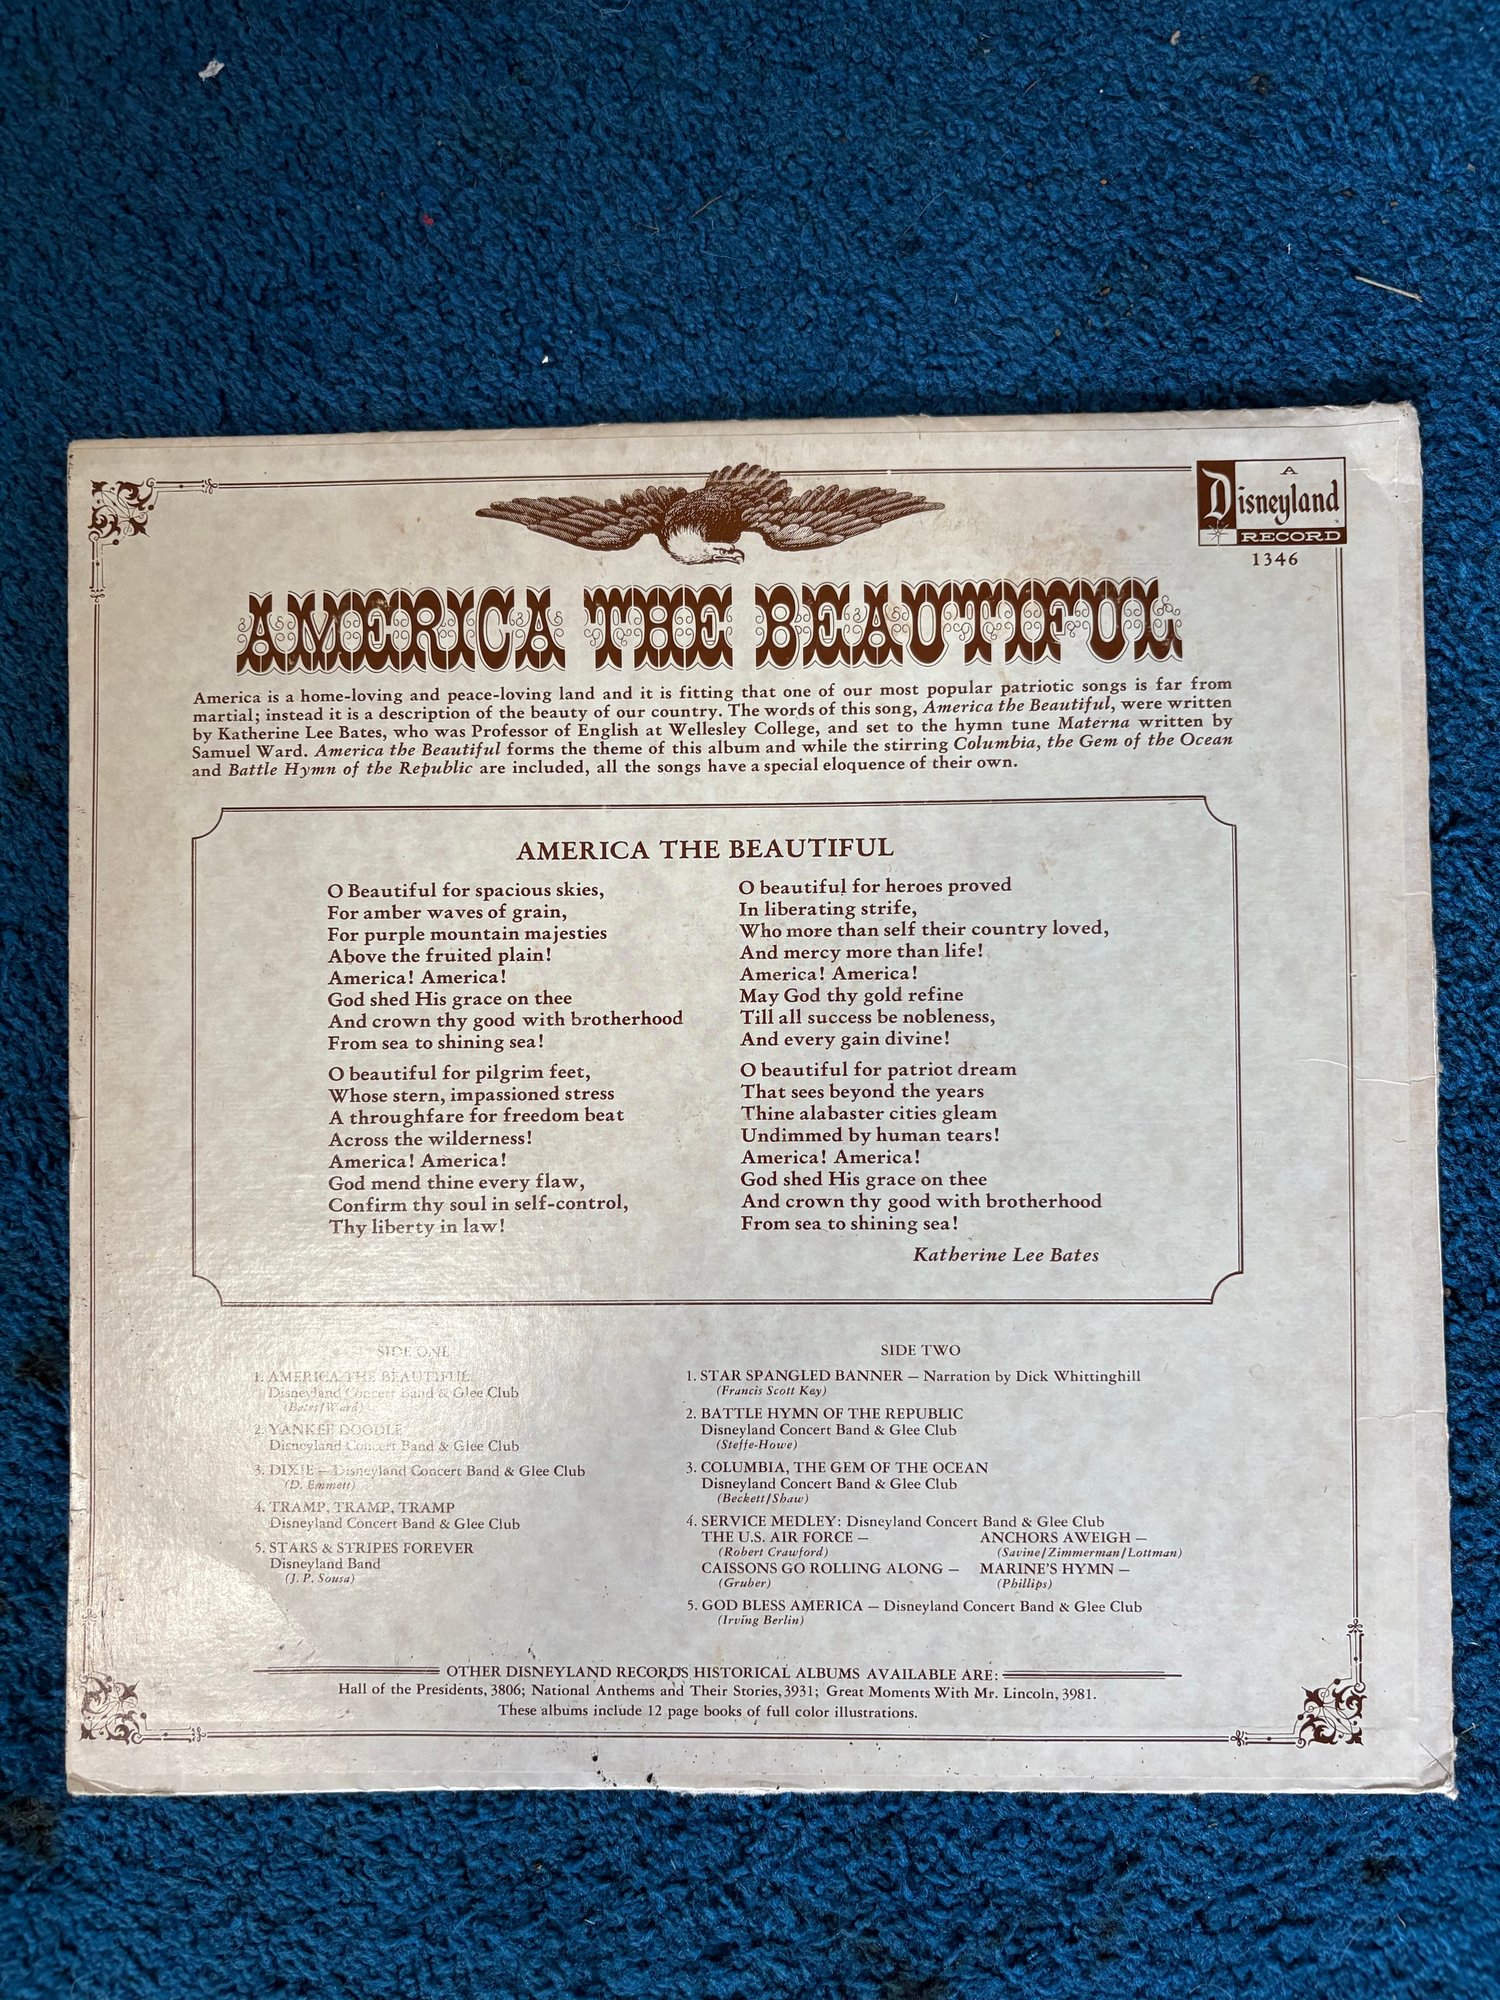 A
Disneyland
RECORD
1346
AMERICA THE BEAUTIFUL
America is a home-loving and peace-loving land and it is fitting that one of our most popular patriotic songs is far from
martial; instead it is a description of the beauty of our country. The words of this song, America the Beautiful, were written
by Katherine Lee Bates, who was Professor of English at Wellesley College, and set to the hymn tune Materna written by
Samuel Ward. America the Beautiful forms the theme of this album and while the stirring Columbia, the Gem of the Ocean
and Battle Hymn of the Republic are included, all the songs have a special eloquence of their own.
AMERICA THE BEAUTIFUL
O Beautiful for spacious skies,
For amber waves of grain,
For purple mountain majesties
Above the fruited plain!
America! America!
God shed His grace on thee
And crown thy good with brotherhood
From sea to shining sea!
O beautiful for pilgrim feet,
Whose stern, impassioned stress
A throughfare for freedom beat
Across the wilderness!
America! America!
God mend thine every flaw,
Confirm thy soul in self-control,
Thy liberty in law!
O beautiful for heroes proved
In liberating strife,
Who more than self their country loved,
And mercy more than life!
America! America!
May God thy gold refine
Till all success be nobleness,
And every gain divine!
O beautiful for patriot dream
That sees beyond the years
Thine alabaster cities gleam
Undimmed by human tears!
America! America!
God shed His grace on thee
And crown thy good with brotherhood
From sea to shining sea!
Katherine Lee Bates
SIDE ONE
1. AMERICA THE BEAUTIFUL
Disneyland Concert Band & Glee Club
(Bates/Ward)
2. YANKEE DOODLE
Disneyland Concert Band & Glee Club
3. DIXIE — Disneyland Concert Band & Glee Club
(D. Emmett)
4. TRAMP, TRAMP, TRAMP
Disneyland Concert Band & Glee Club
5. STARS & STRIPES FOREVER
Disneyland Band
(J. P. Sousa)
SIDE TWO
1. STAR SPANGLED BANNER — Narration by Dick Whittinghill
(Francis Scott Key)
2. BATTLE HYMN OF THE REPUBLIC
Disneyland Concert Band & Glee Club
(Steffe-Howe)
3. COLUMBIA, THE GEM OF THE OCEAN
Disneyland Concert Band & Glee Club
(Beckett/Shaw)
4. SERVICE MEDLEY: Disneyland Concert Band & Glee Club
THE U.S. AIR FORCE — ANCHORS AWEIGH —
(Robert Crawford) (Savine/Zimmerman/Lottman)
CAISSONS GO ROLLING ALONG — MARINE'S HYMN —
(Gruber) (Phillips)
5. GOD BLESS AMERICA — Disneyland Concert Band & Glee Club
(Irving Berlin)
OTHER DISNEYLAND RECORDS HISTORICAL ALBUMS AVAILABLE ARE:
Hall of the Presidents, 3806; National Anthems and Their Stories, 3931; Great Moments With Mr. Lincoln, 3981.
These albums include 12 page books of full color illustrations.